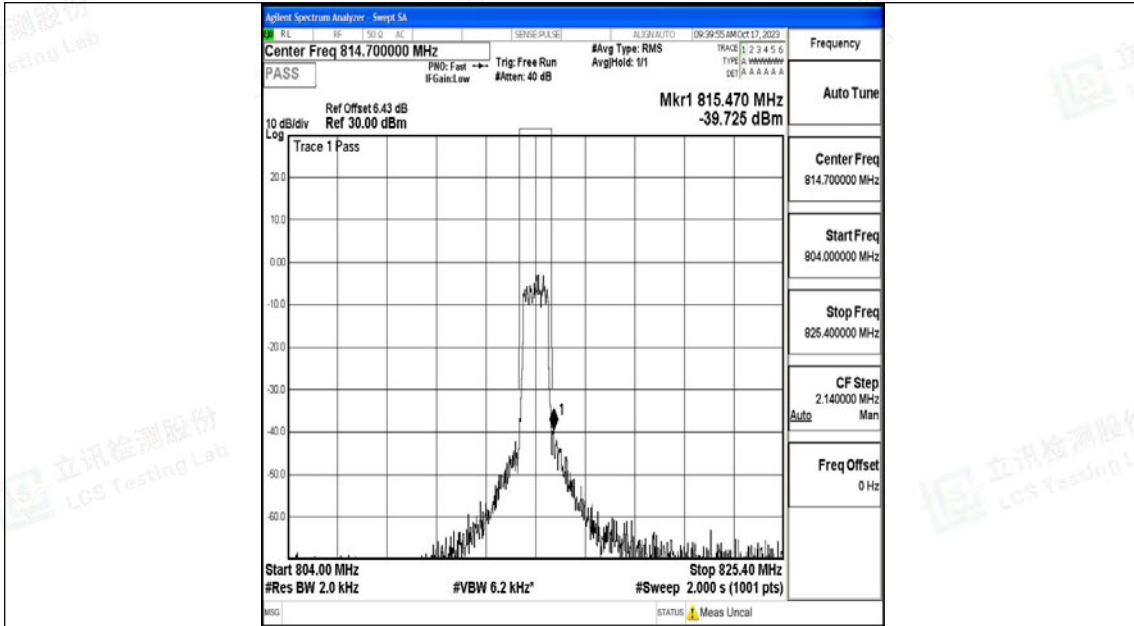 Agilent Spectrum Analyzer - Swept SA
RL RF 50 Ω AC SENSE:PULSE ALIGNAUTO 09:39:55 AM Oct 17, 2023
Center Freq 814.700000 MHz
PASS
PNO: Fast
IFGain:Low
Trig: Free Run
#Atten: 40 dB
#Avg Type: RMS
Avg|Hold: 1/1
TRACE 1 2 3 4 5 6
TYPE A WWWWW
DET A A A A A A
Mkr1 815.470 MHz
-39.725 dBm
Ref Offset 6.43 dB
10 dB/div Ref 30.00 dBm
Log
Trace 1 Pass
20.0
10.0
0.00
-10.0
-20.0
-30.0
-40.0
-50.0
-60.0
1
Start 804.00 MHz Stop 825.40 MHz
#Res BW 2.0 kHz #VBW 6.2 kHz* #Sweep 2.000 s (1001 pts)
MSG STATUS Meas Uncal
Frequency
Auto Tune
Center Freq
814.700000 MHz
Start Freq
804.000000 MHz
Stop Freq
825.400000 MHz
CF Step
2.140000 MHz
Auto Man
Freq Offset
0 Hz
立讯检测股份
LCS Testing Lab
立讯检测股份